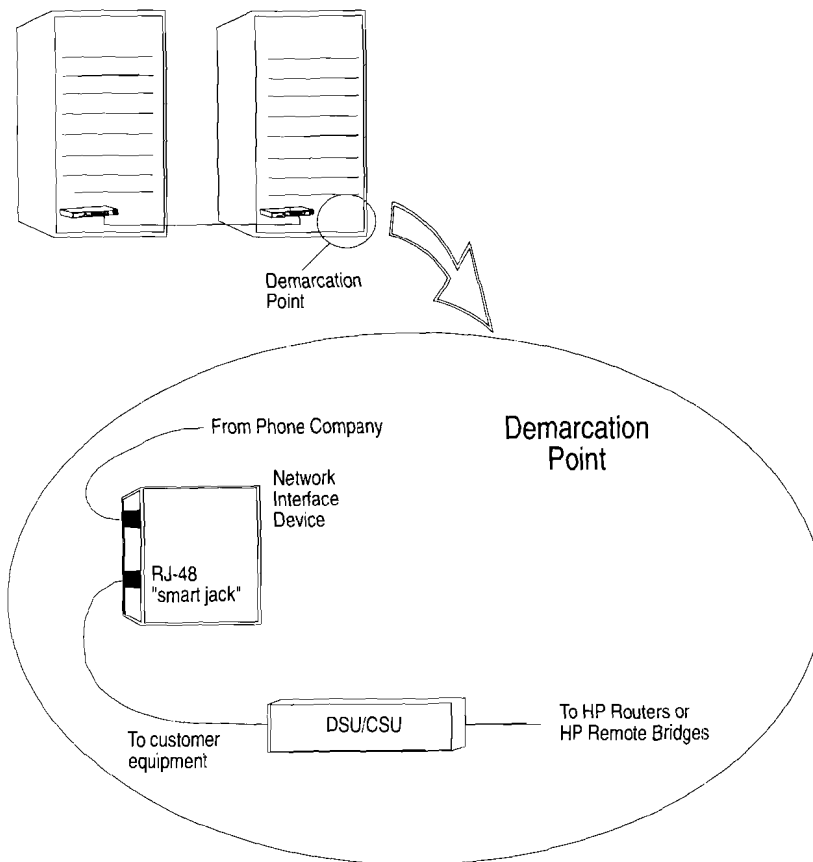 Demarcation
Point
From Phone Company
Demarcation
Point
Network
Interface
Device
RJ-48
"smart jack"
DSU/CSU
To HP Routers or
HP Remote Bridges
To customer
equipment